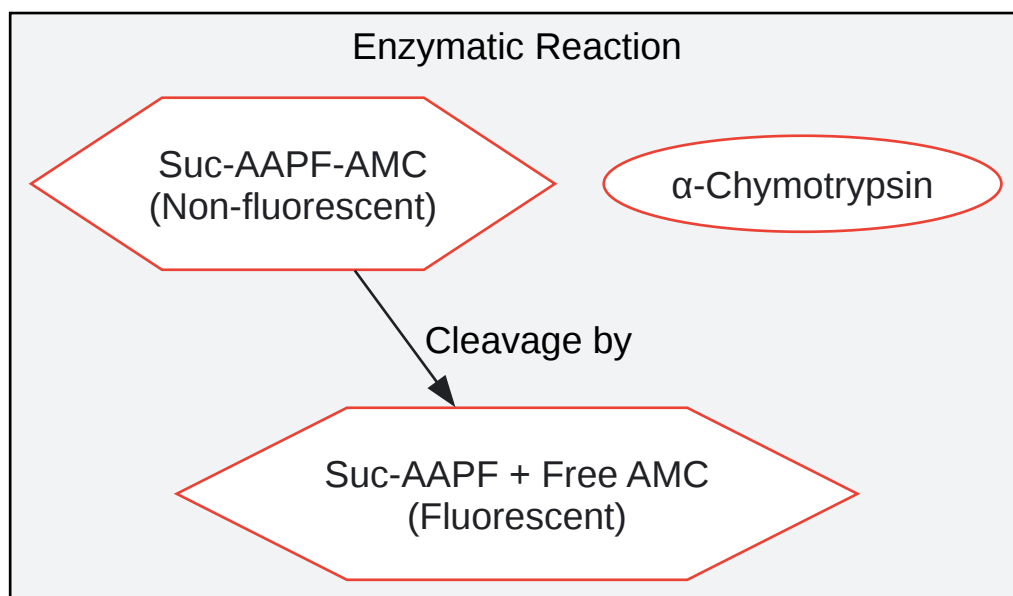 Enzymatic Reaction
Suc-AAPF-AMC
(Non-fluorescent)
α-Chymotrypsin
Cleavage by
Suc-AAPF + Free AMC
(Fluorescent)